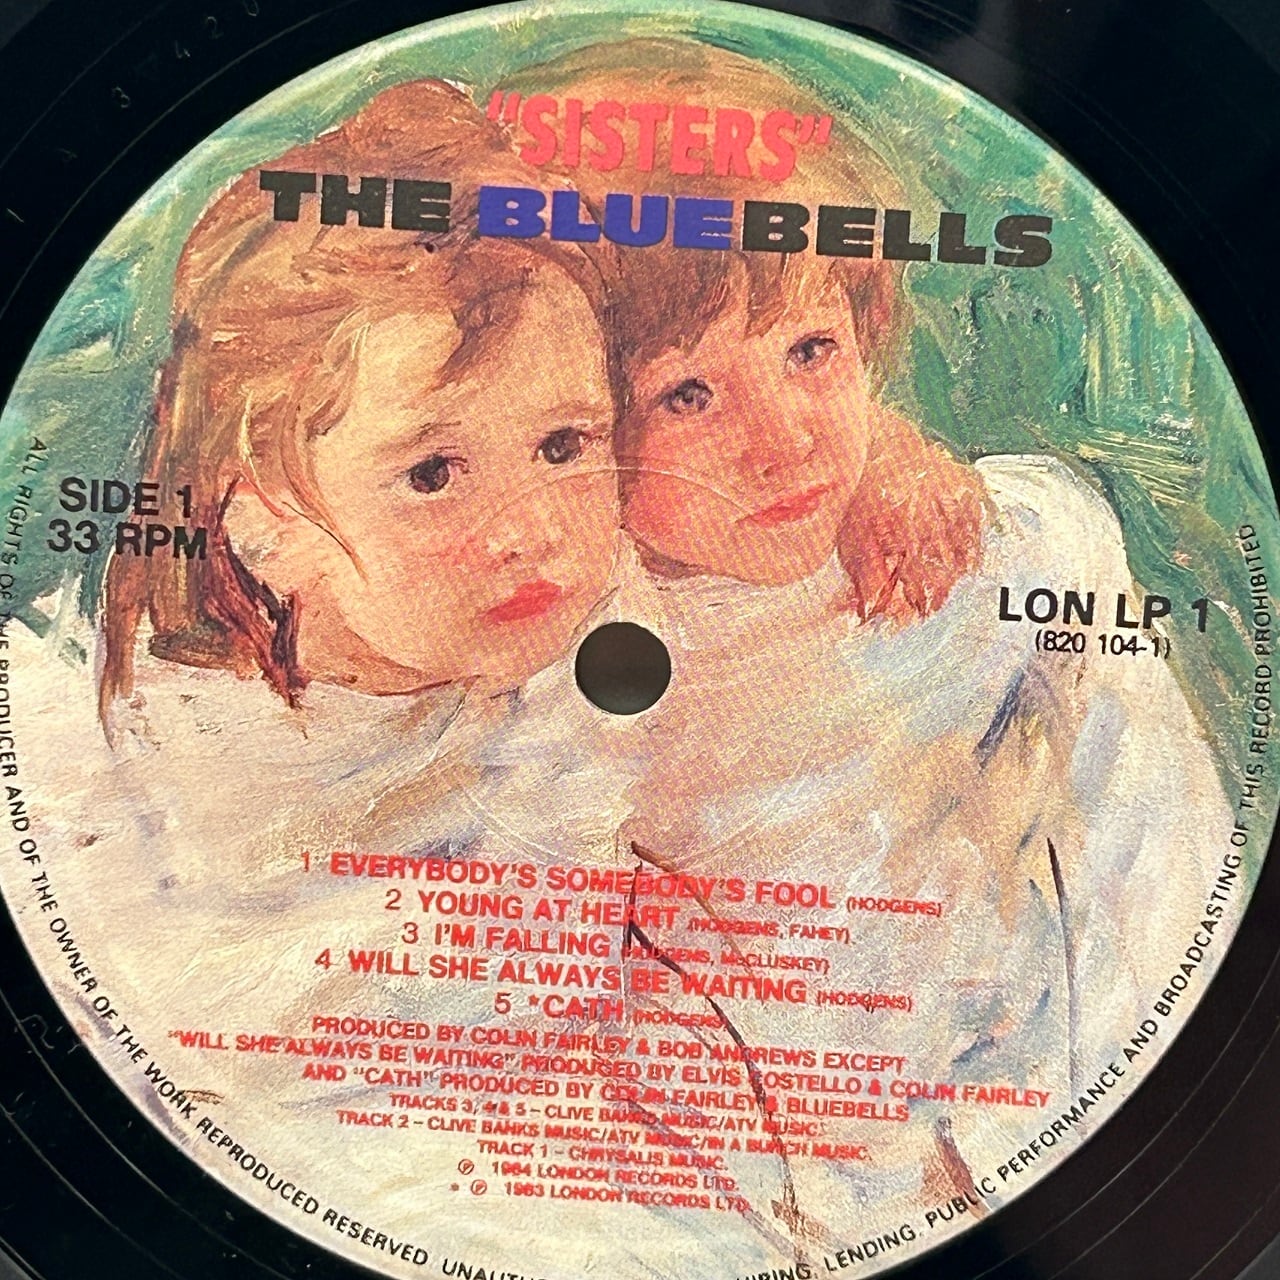 "SISTERS"
THE BLUEBELLS
SIDE 1
33 RPM
LON LP 1
(820 104-1)
1 EVERYBODY'S SOMEBODY'S FOOL (HODGENS)
2 YOUNG AT HEART (HODGENS, FAHEY)
3 I'M FALLING (HODGENS, McCLUSKEY)
4 WILL SHE ALWAYS BE WAITING (HODGENS)
5 *CATH (HODGENS)
PRODUCED BY COLIN FAIRLEY & BOB ANDREWS EXCEPT
"WILL SHE ALWAYS BE WAITING" PRODUCED BY ELVIS COSTELLO & COLIN FAIRLEY
AND "CATH" PRODUCED BY COLIN FAIRLEY & BLUEBELLS
TRACKS 3, 4 & 5 – CLIVE BANKS MUSIC/ATV MUSIC.
TRACK 2 – CLIVE BANKS MUSIC/ATV MUSIC/IN A BUNCH MUSIC.
TRACK 1 – CHRYSALIS MUSIC.
℗ 1984 LONDON RECORDS LTD.
* ℗ 1983 LONDON RECORDS LTD.
ALL RIGHTS OF THE PRODUCER AND OF THE OWNER OF THE WORK REPRODUCED RESERVED LENDING, PUBLIC PERFORMANCE AND BROADCASTING OF THIS RECORD PROHIBITED